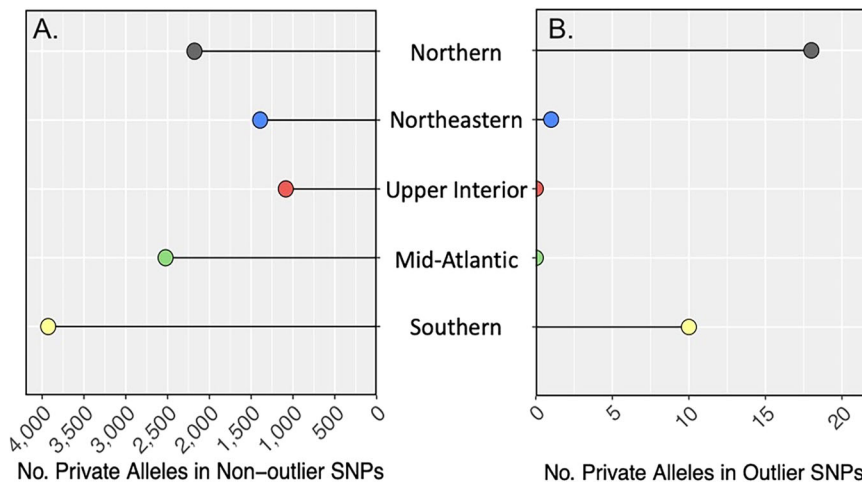 A.
B.
Northern
Northeastern
Upper Interior
Mid-Atlantic
Southern
4,000 3,500 3,000 2,500 2,000 1,500 1,000 500 0
0 5 10 15 20
No. Private Alleles in Non-outlier SNPs
No. Private Alleles in Outlier SNPs